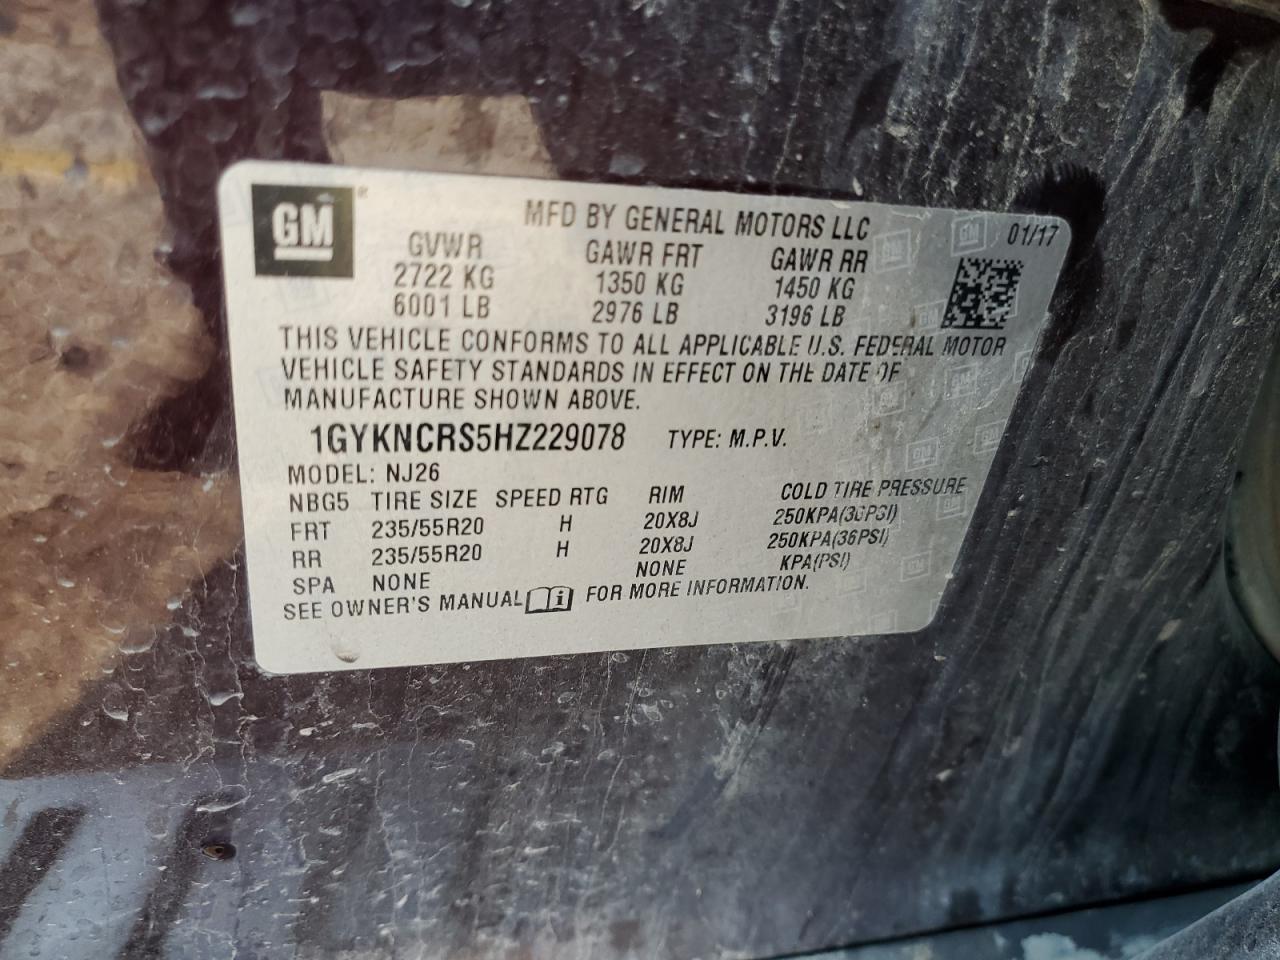 GM®
MFD BY GENERAL MOTORS LLC
01/17
GVWR GAWR FRT GAWR RR
2722 KG 1350 KG 1450 KG
6001 LB 2976 LB 3196 LB
THIS VEHICLE CONFORMS TO ALL APPLICABLE U.S. FEDERAL MOTOR
VEHICLE SAFETY STANDARDS IN EFFECT ON THE DATE OF
MANUFACTURE SHOWN ABOVE.
1GYKNCRS5HZ229078 TYPE: M.P.V.
MODEL: NJ26
NBG5 TIRE SIZE SPEED RTG RIM COLD TIRE PRESSURE
FRT 235/55R20 H 20X8J 250KPA(36PSI)
RR 235/55R20 H 20X8J 250KPA(36PSI)
SPA NONE NONE KPA(PSI)
SEE OWNER'S MANUAL i FOR MORE INFORMATION.